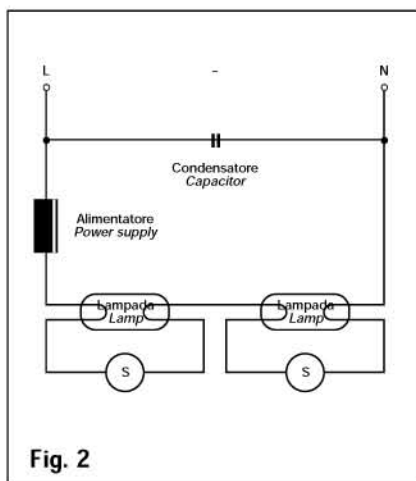 L - N
Condensatore
Capacitor
Alimentatore
Power supply
Lampada
Lamp
Lampada
Lamp
S
S
Fig. 2